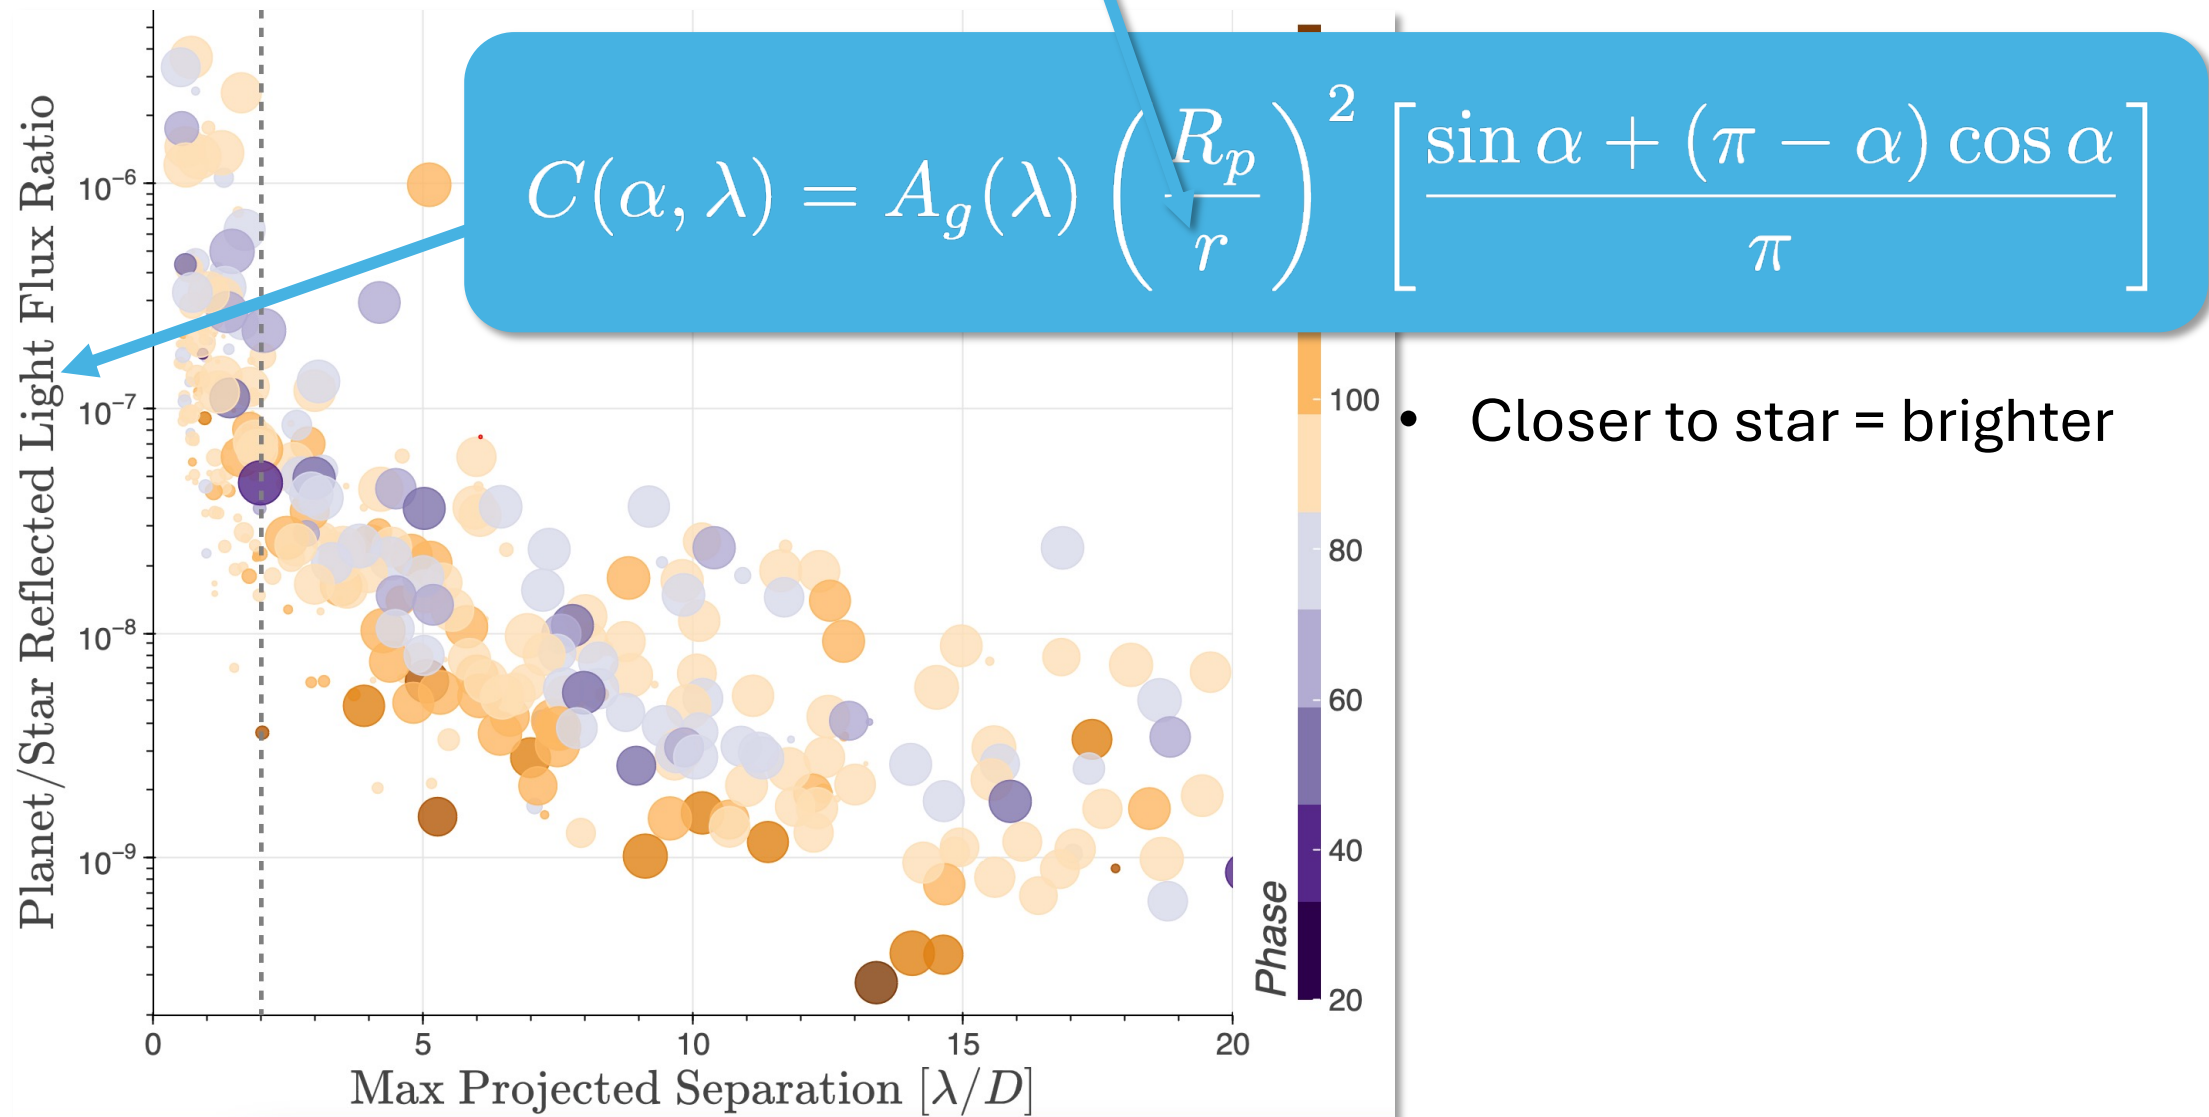 C(α, λ) = A_g(λ) (R_p / r)^2 [ (sin α + (π − α) cos α) / π ]
Planet/Star Reflected Light Flux Ratio
10^−6
10^−7
10^−8
10^−9
0 5 10 15 20
Max Projected Separation [λ/D]
100
80
60
40
20
Phase
• Closer to star = brighter